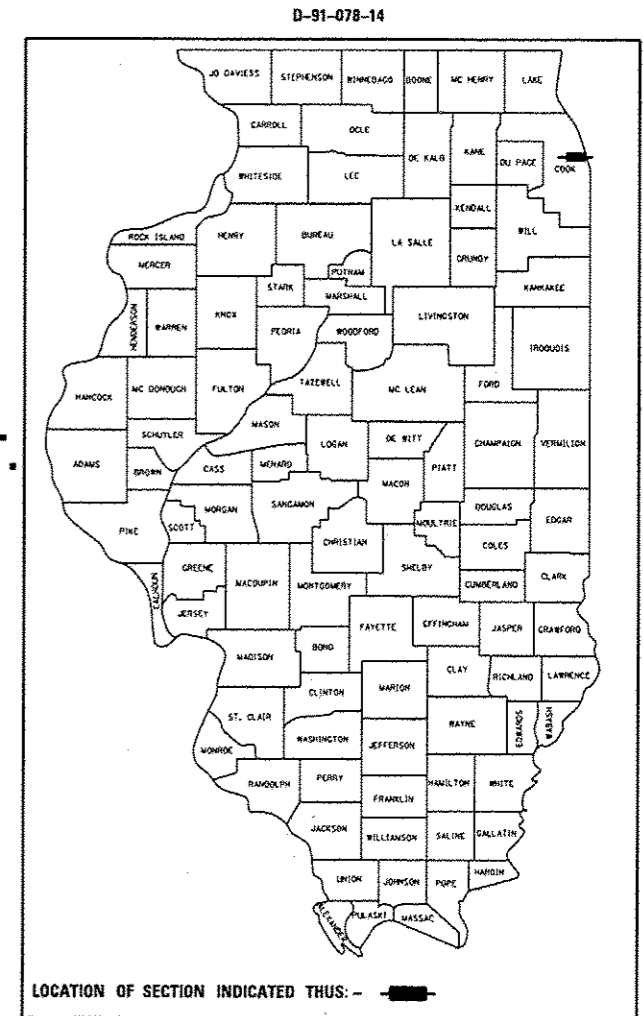 D-91-078-14
JO DAVIESS STEPHENSON WINNEBAGO BOONE MC HENRY LAKE
CARROLL OGLE DE KALB KANE DU PAGE COOK
WHITESIDE LEE
KENDALL WILL
ROCK ISLAND HENRY BUREAU LA SALLE GRUNDY
MERCER PUTNAM KANKAKEE
STARK MARSHALL
HENDERSON WARREN KNOX PEORIA WOODFORD LIVINGSTON IROQUOIS
HANCOCK MC DONOUGH FULTON TAZEWELL MC LEAN FORD
MASON
SCHUYLER LOGAN DE WITT CHAMPAIGN VERMILION
ADAMS BROWN CASS MENARD PIATT
MACON
MORGAN SANGAMON DOUGLAS
PIKE SCOTT CHRISTIAN MOULTRIE EDGAR
COLES
GREENE SHELBY
CALHOUN MACOUPIN MONTGOMERY CUMBERLAND CLARK
JERSEY
FAYETTE EFFINGHAM JASPER CRAWFORD
MADISON BOND
CLAY RICHLAND LAWRENCE
CLINTON MARION
ST. CLAIR WAYNE EDWARDS WABASH
WASHINGTON JEFFERSON
MONROE
RANDOLPH PERRY HAMILTON WHITE
FRANKLIN
JACKSON WILLIAMSON SALINE GALLATIN
UNION JOHNSON POPE HARDIN
ALEXANDER PULASKI MASSAC
LOCATION OF SECTION INDICATED THUS: -